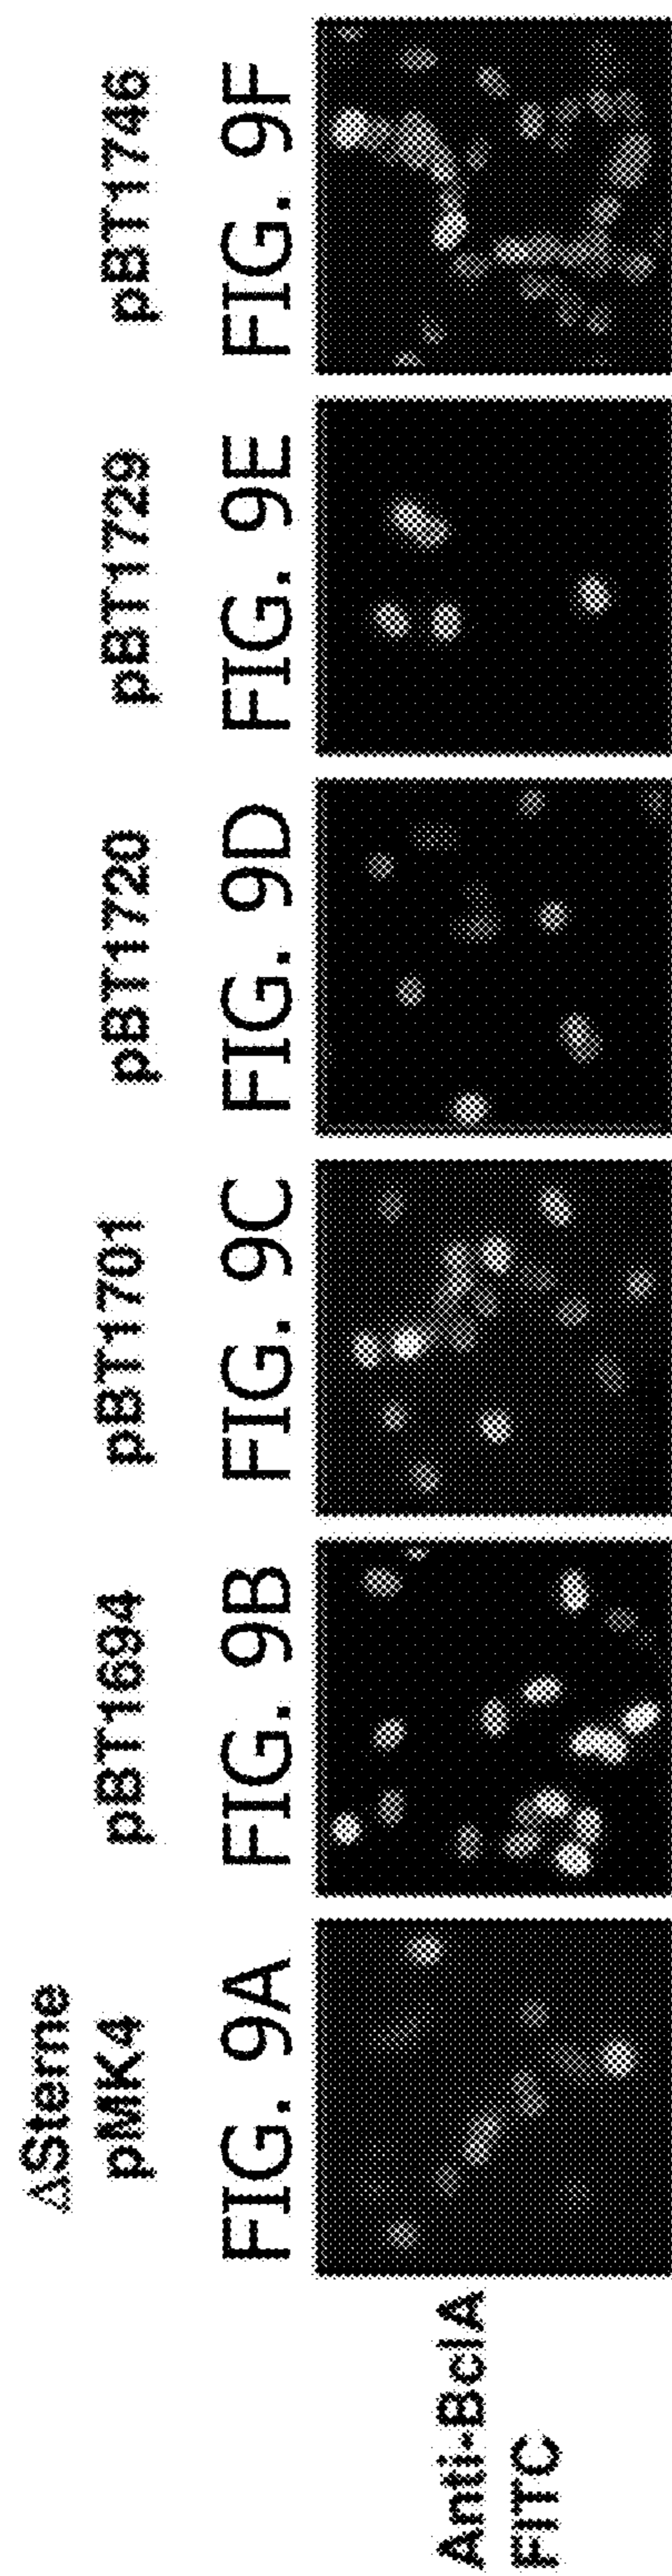 ΔSterne
pMK4
pBT1694
pBT1701
pBT1720
pBT1729
pBT1746
FIG. 9A
FIG. 9B
FIG. 9C
FIG. 9D
FIG. 9E
FIG. 9F
Anti-BclA
FITC